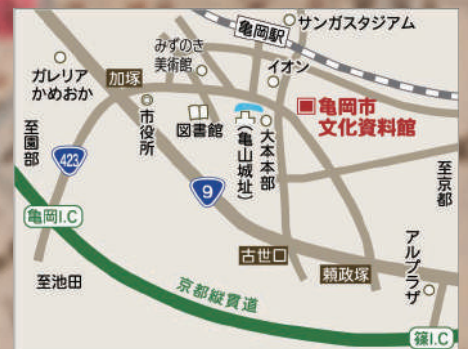 サンガスタジアム
亀岡駅
みずのき
美術館
イオン
ガレリア
かめおか
加塚
亀岡市
文化資料館
市役所
図書館
(亀山城址)
大本本部
至園部
423
9
至京都
亀岡I.C
古世口
頼政塚
アルプラザ
至池田
京都縦貫道
篠I.C